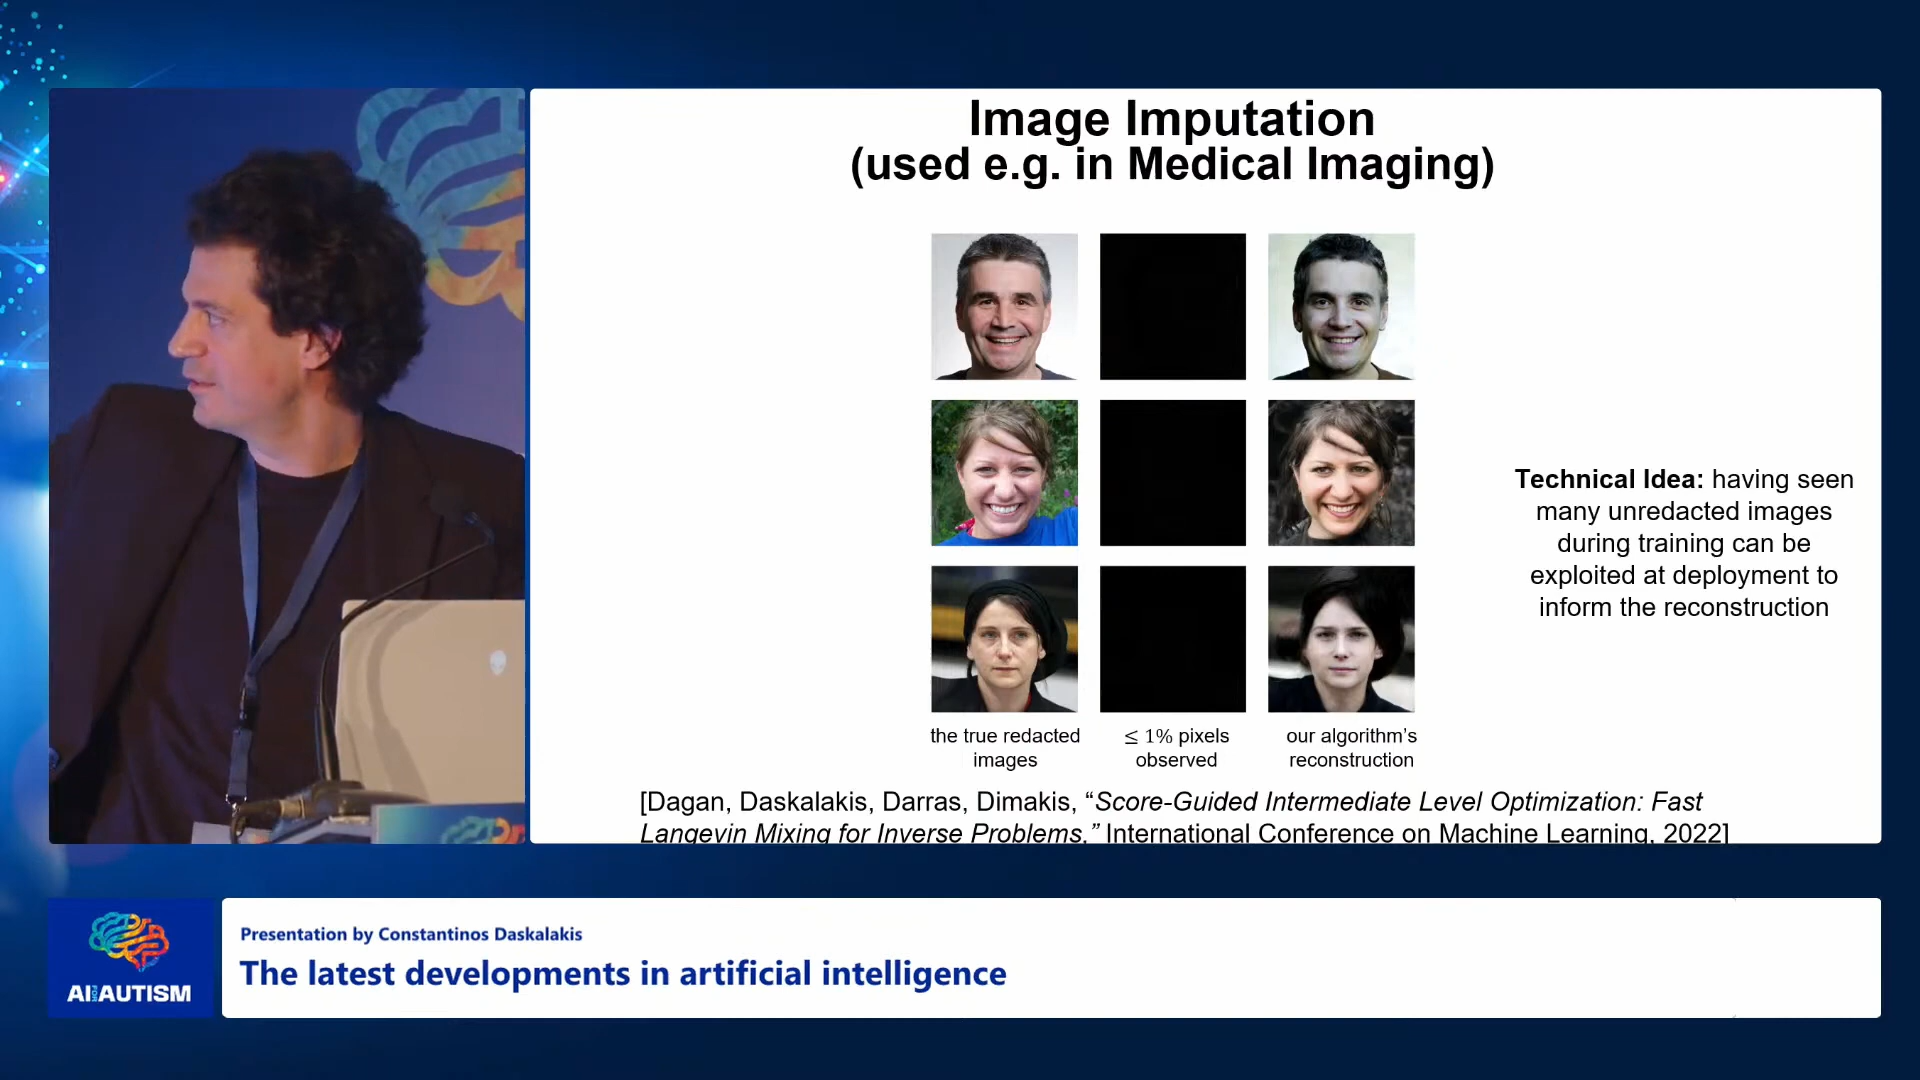 Image Imputation
(used e.g. in Medical Imaging)
Technical Idea: having seen
many unredacted images
during training can be
exploited at deployment to
inform the reconstruction
the true redacted
images
≤ 1% pixels
observed
our algorithm's
reconstruction
[Dagan, Daskalakis, Darras, Dimakis, “Score-Guided Intermediate Level Optimization: Fast
Langevin Mixing for Inverse Problems,” International Conference on Machine Learning, 2022]
AI FOR AUTISM
Presentation by Constantinos Daskalakis
The latest developments in artificial intelligence